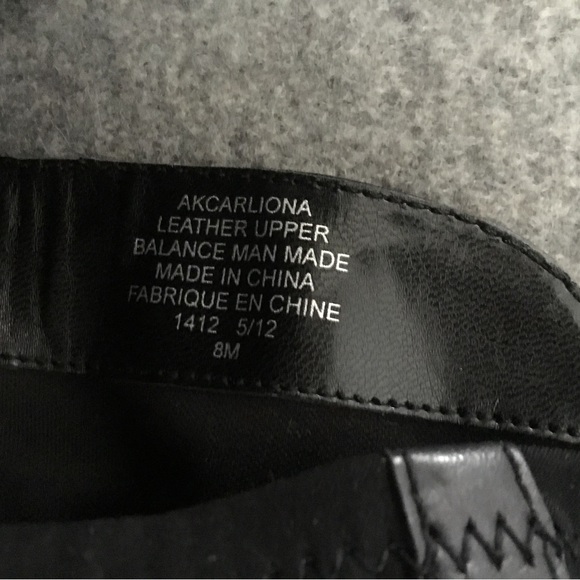 AKCARLIONA
LEATHER UPPER
BALANCE MAN MADE
MADE IN CHINA
FABRIQUE EN CHINE
1412 5/12
8M